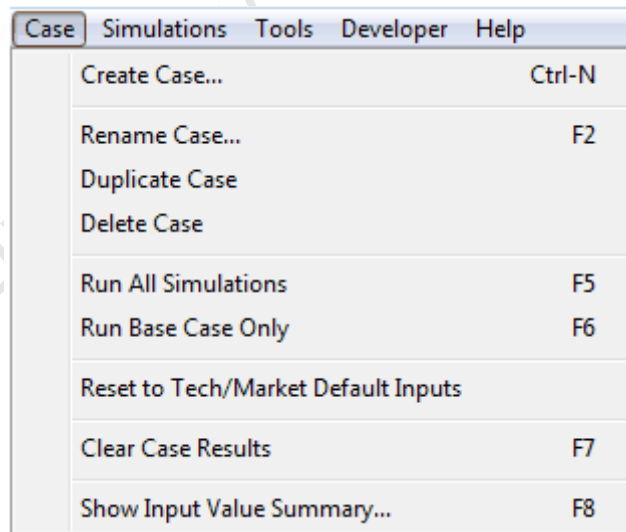 Case Simulations Tools Developer Help
Create Case... Ctrl-N
Rename Case... F2
Duplicate Case
Delete Case
Run All Simulations F5
Run Base Case Only F6
Reset to Tech/Market Default Inputs
Clear Case Results F7
Show Input Value Summary... F8